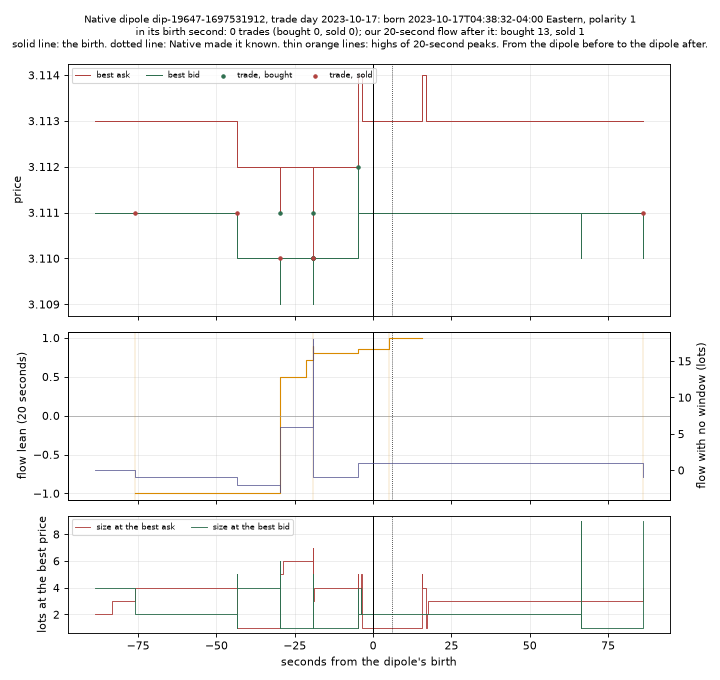 Native dipole dip-19647-1697531912, trade day 2023-10-17: born 2023-10-17T04:38:32-04:00 Eastern, polarity 1
in its birth second: 0 trades (bought 0, sold 0); our 20-second flow after it: bought 13, sold 1
solid line: the birth. dotted line: Native made it known. thin orange lines: highs of 20-second peaks. From the dipole before to the dipole after.
best ask
best bid
trade, bought
trade, sold
3.114
3.113
3.112
3.111
3.110
3.109
price
1.0
0.5
0.0
−0.5
−1.0
flow lean (20 seconds)
15
10
5
0
flow with no window (lots)
size at the best ask
size at the best bid
8
6
4
2
lots at the best price
−75
−50
−25
0
25
50
75
seconds from the dipole's birth